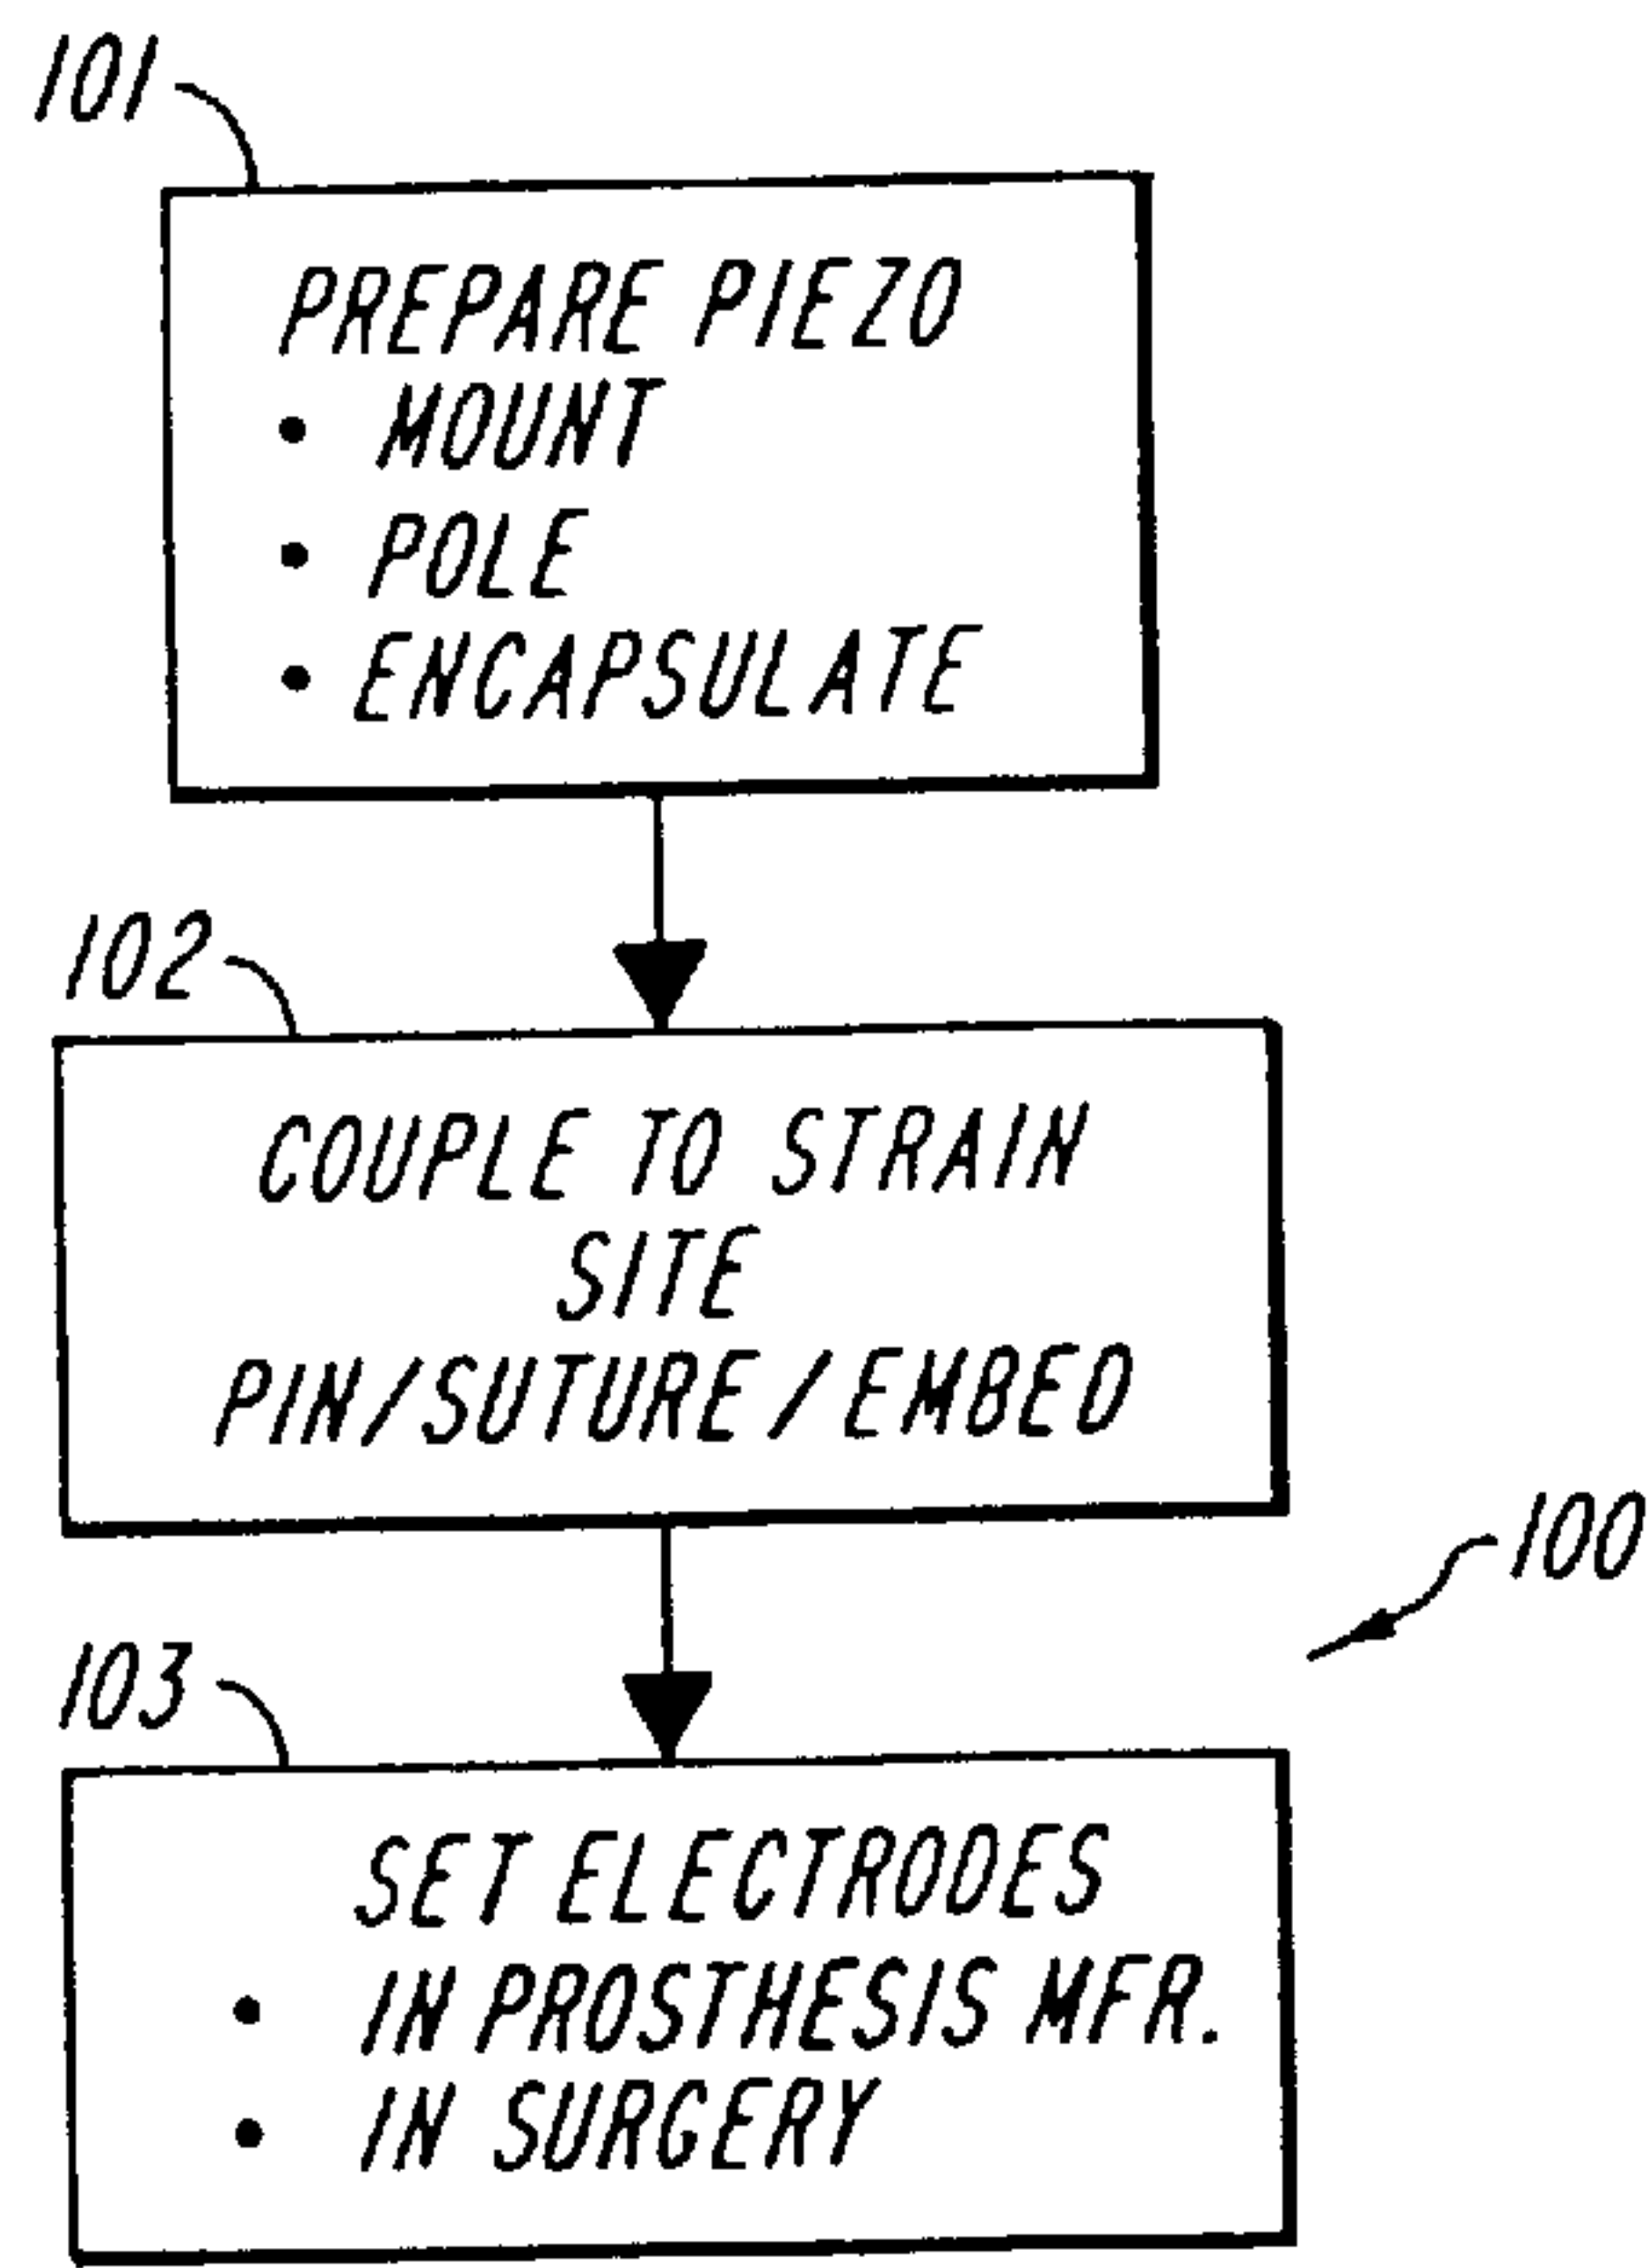 101
PREPARE PIEZO
• MOUNT
• POLE
• ENCAPSULATE
102
COUPLE TO STRAIN
SITE
PIN/SUTURE/EMBED
100
103
SET ELECTRODES
• IN PROSTHESIS MFR.
• IN SURGERY